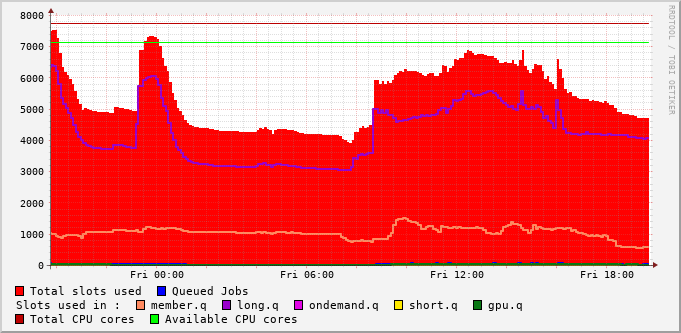 8000
7000
6000
5000
4000
3000
2000
1000
0
Fri 00:00 Fri 06:00 Fri 12:00 Fri 18:00
RRDTOOL / TOBI OETIKER
Total slots used Queued Jobs
Slots used in : member.q long.q ondemand.q short.q gpu.q
Total CPU cores Available CPU cores